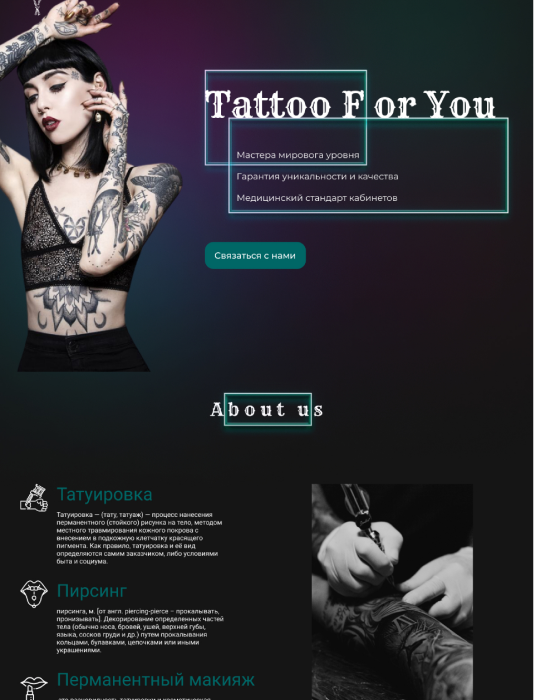 Tattoo For You
Мастера мировога уровня
Гарантия уникальности и качества
Медицинский стандарт кабинетов
Связаться с нами
About us
Татуировка
Татуировка — (тату, татуаж) — процесс нанесения
перманентного (стойкого) рисунка на тело, методом
местного травмирования кожного покрова с
внесением в подкожную клетчатку красящего
пигмента. Как правило, татуировка и её вид
определяются самим заказчиком, либо условиями
быта и социума.
Пирсинг
пирсинга, м. [от англ. piercing-pierce – прокалывать,
пронизывать]. Декорирование определенных частей
тела (обычно носа, бровей, ушей, верхней губы,
языка, сосков груди и др.) путем прокалывания
кольцами, булавками, цепочками или иными
украшениями.
Перманентный макияж